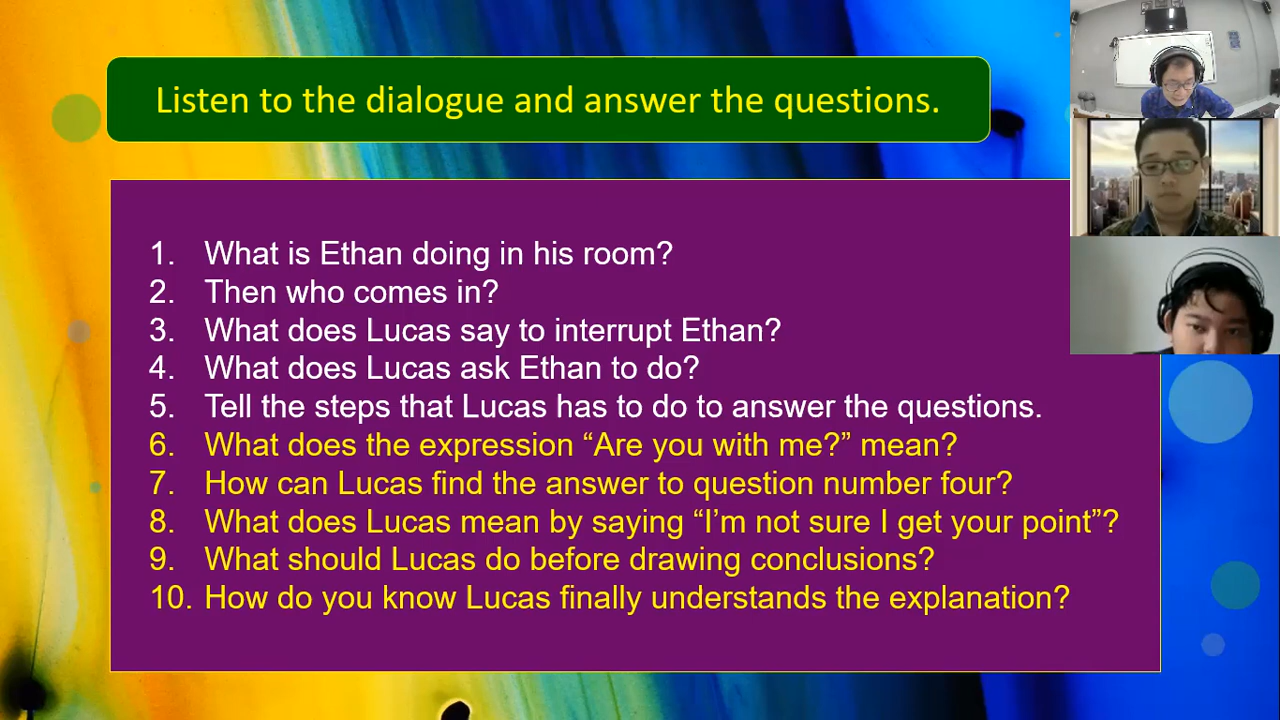 Listen to the dialogue and answer the questions.
1. What is Ethan doing in his room?
2. Then who comes in?
3. What does Lucas say to interrupt Ethan?
4. What does Lucas ask Ethan to do?
5. Tell the steps that Lucas has to do to answer the questions.
6. What does the expression “Are you with me?” mean?
7. How can Lucas find the answer to question number four?
8. What does Lucas mean by saying “I’m not sure I get your point”?
9. What should Lucas do before drawing conclusions?
10. How do you know Lucas finally understands the explanation?